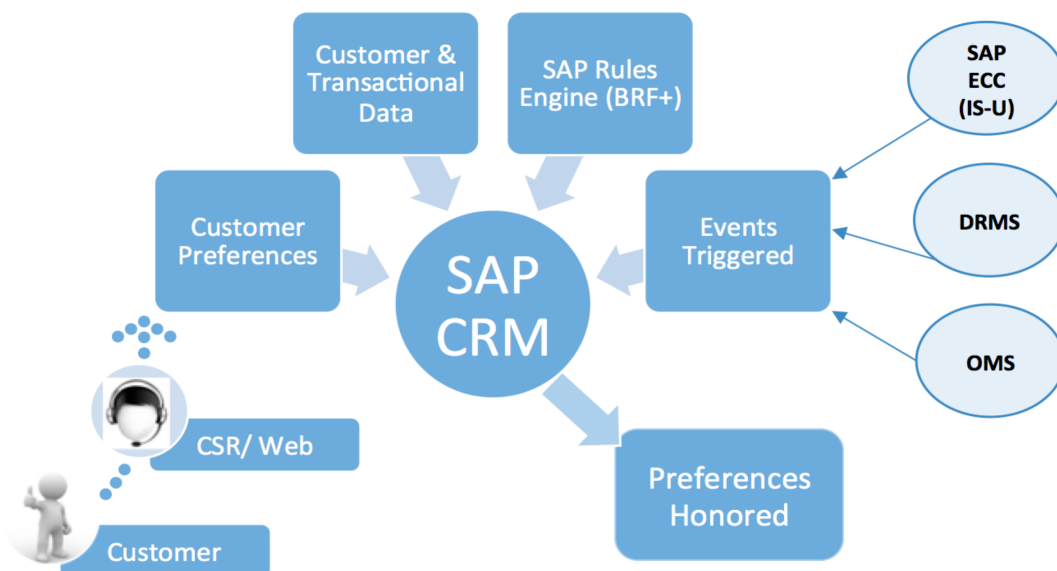 Customer &
Transactional
Data
SAP Rules
Engine (BRF+)
SAP
ECC
(IS-U)
Customer
Preferences
Events
Triggered
DRMS
SAP
CRM
OMS
CSR/ Web
Preferences
Honored
Customer